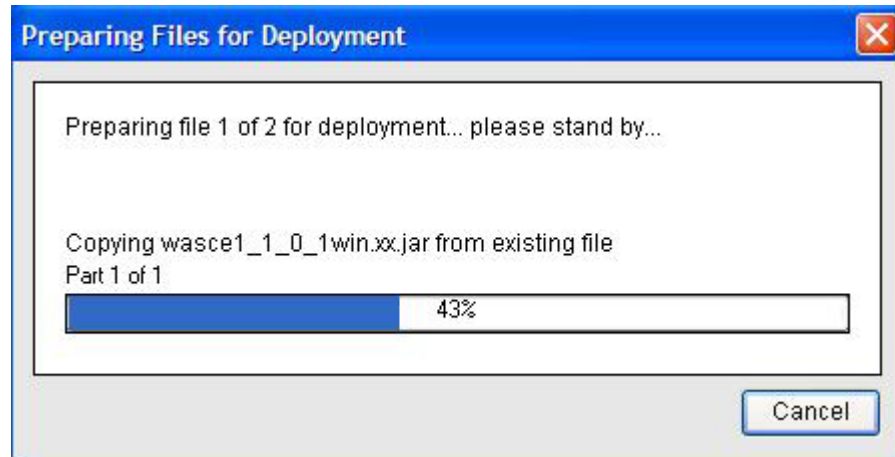 Preparing Files for Deployment
Preparing file 1 of 2 for deployment... please stand by...
Copying wasce1_1_0_1win.xx.jar from existing file
Part 1 of 1
43%
Cancel